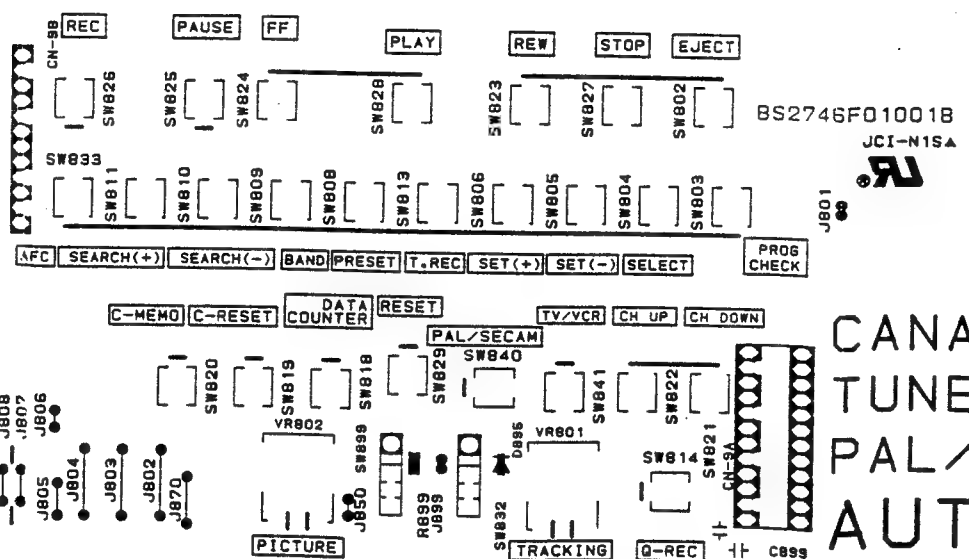 REC PAUSE FF PLAY REW STOP EJECT
CN-9B
SW826 SW825 SW824 SW828 SW823 SW827 SW802
BS2746F01001B
JCI-N1S▲
UR®
SW833
SW811 SW810 SW809 SW808 SW813 SW806 SW805 SW804 SW803
J801
AFC SEARCH(+) SEARCH(-) BAND PRESET T.REC SET(+) SET(-) SELECT PROG CHECK
C-MEMO C-RESET DATA COUNTER RESET
PAL/SECAM
TV/VCR CH UP CH DOWN
SW840
SW820 SW819 SW818 SW829 SW841 SW822 SW821
CANA
TUNE
PAL/
AUT
J808 J807 J806
VR802 SW899 D895 VR801 SW814
CN-9A
J805 J804 J803 J802 J870 J850 R899 J899 SW832
C899
PICTURE TRACKING Q-REC